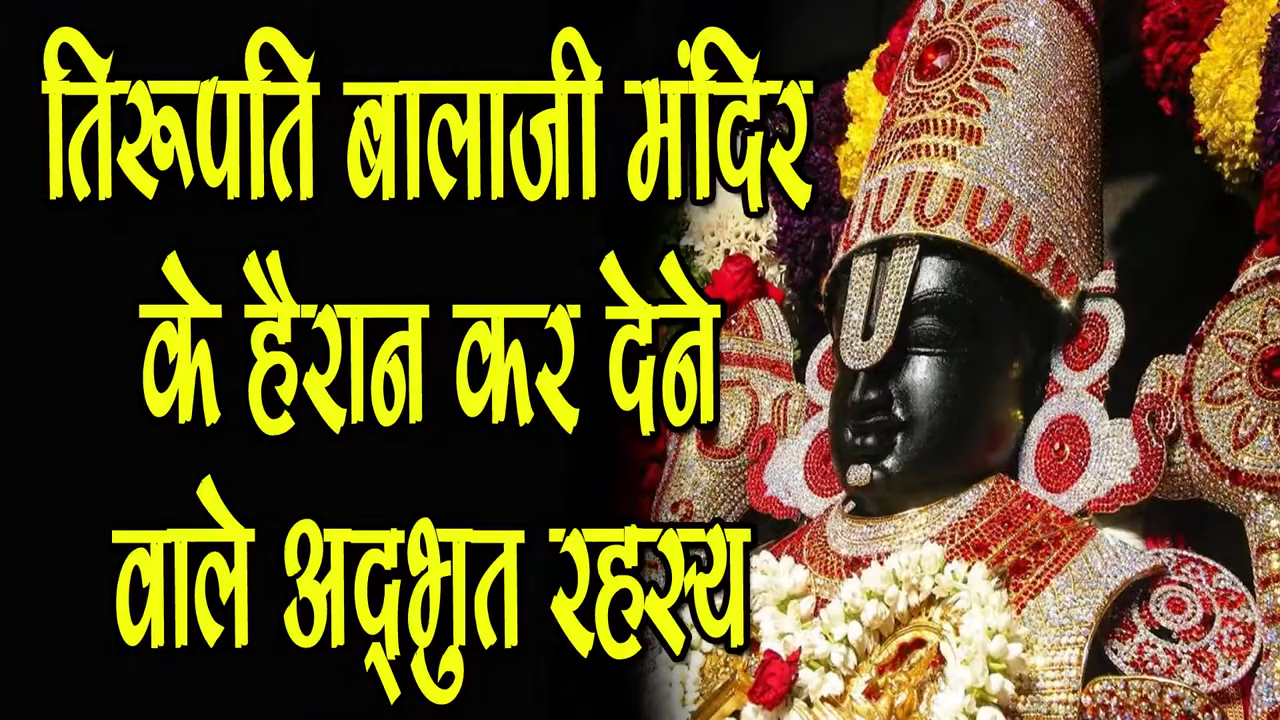 तिरूपति बालाजी मंदिर
के हैरान कर देने
वाले अद्‌भुत रहस्य